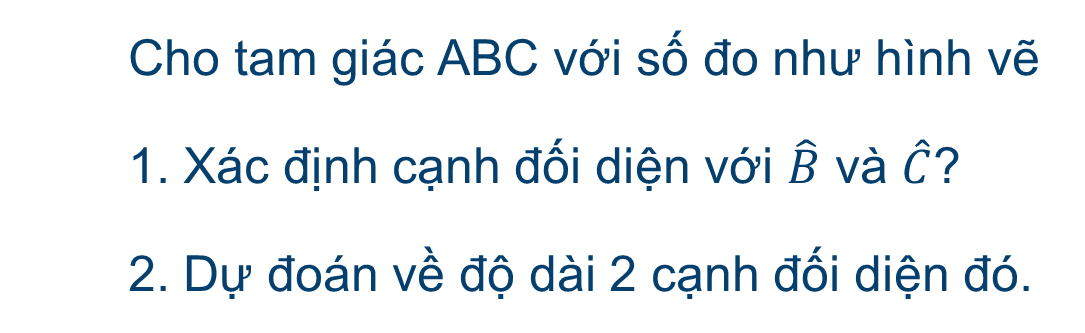 Cho tam giác ABC với số đo như hình vẽ
1. Xác định cạnh đối diện với B̂ và Ĉ?
2. Dự đoán về độ dài 2 cạnh đối diện đó.